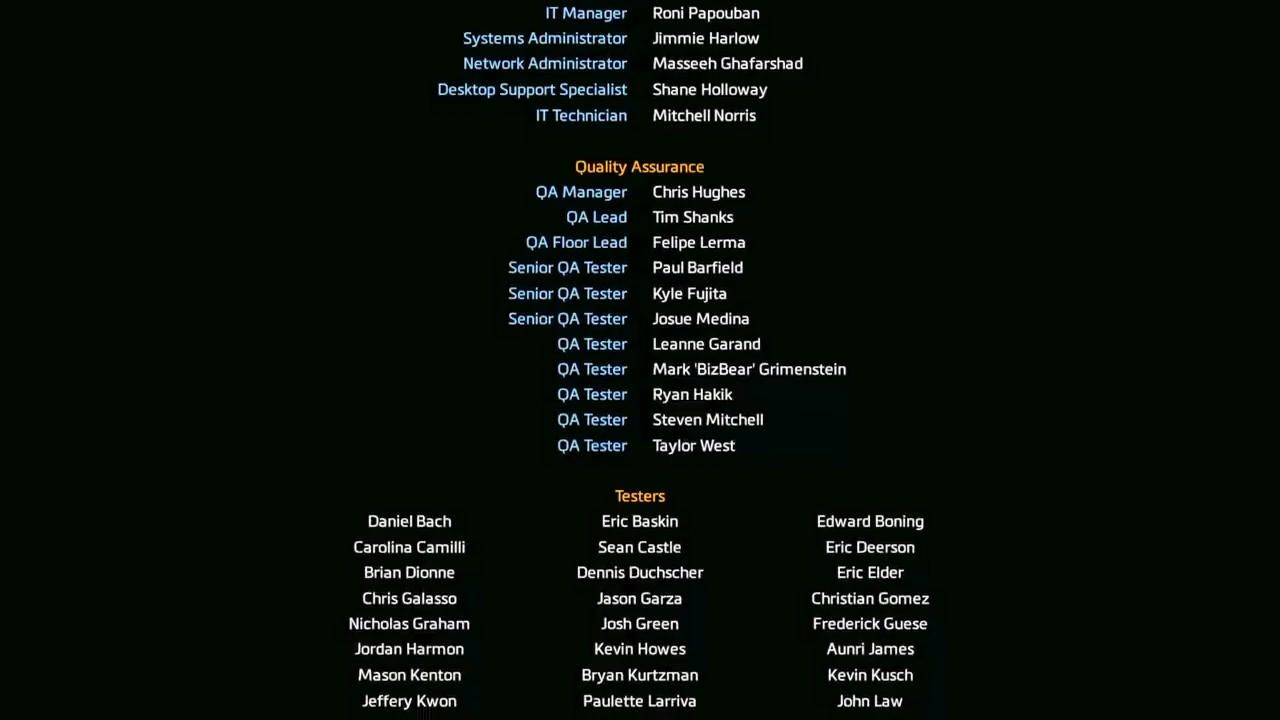 IT Manager Roni Papouban
Systems Administrator Jimmie Harlow
Network Administrator Masseeh Ghafarshad
Desktop Support Specialist Shane Holloway
IT Technician Mitchell Norris
Quality Assurance
QA Manager Chris Hughes
QA Lead Tim Shanks
QA Floor Lead Felipe Lerma
Senior QA Tester Paul Barfield
Senior QA Tester Kyle Fujita
Senior QA Tester Josue Medina
QA Tester Leanne Garand
QA Tester Mark 'BizBear' Grimenstein
QA Tester Ryan Hakik
QA Tester Steven Mitchell
QA Tester Taylor West
Testers
Daniel Bach Eric Baskin Edward Boning
Carolina Camilli Sean Castle Eric Deerson
Brian Dionne Dennis Duchscher Eric Elder
Chris Galasso Jason Garza Christian Gomez
Nicholas Graham Josh Green Frederick Guese
Jordan Harmon Kevin Howes Aunri James
Mason Kenton Bryan Kurtzman Kevin Kusch
Jeffery Kwon Paulette Larriva John Law